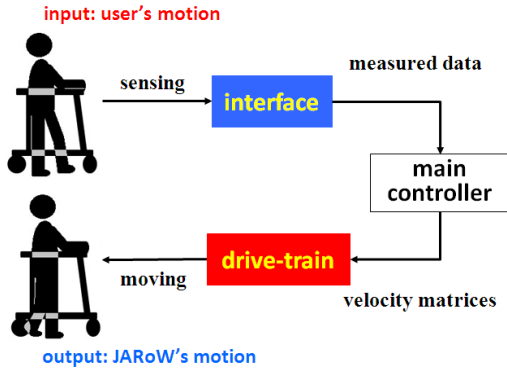 input: user's motion
sensing
interface
measured data
main
controller
drive-train
moving
velocity matrices
output: JARoW's motion